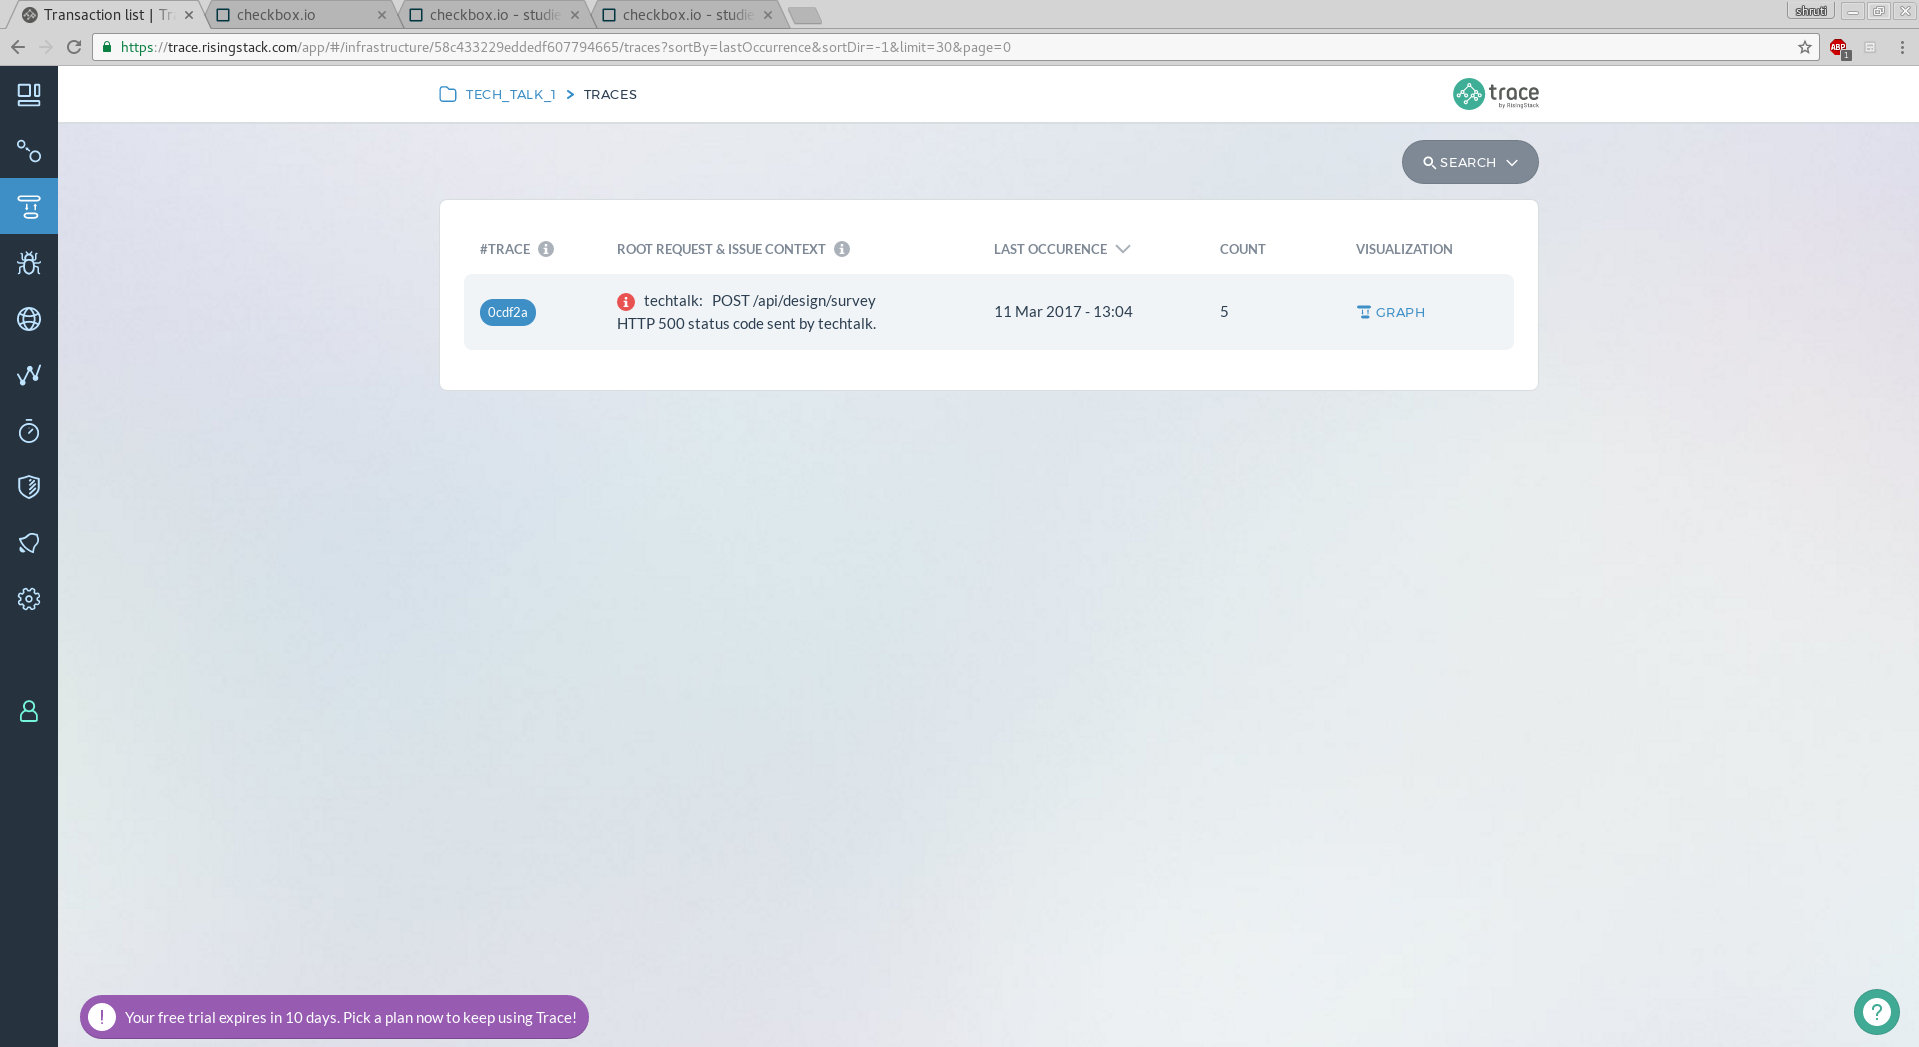 Transaction list | Tra
checkbox.io
checkbox.io - studie
checkbox.io - studie
shruti
https://trace.risingstack.com/app/#/infrastructure/58c433229eddedf607794665/traces?sortBy=lastOccurrence&sortDir=-1&limit=30&page=0
ABP
1
TECH_TALK_1 > TRACES
trace
by RisingStack
SEARCH
#TRACE ROOT REQUEST & ISSUE CONTEXT LAST OCCURENCE COUNT VISUALIZATION
0cdf2a techtalk: POST /api/design/survey 11 Mar 2017 - 13:04 5 GRAPH
HTTP 500 status code sent by techtalk.
! Your free trial expires in 10 days. Pick a plan now to keep using Trace!
?